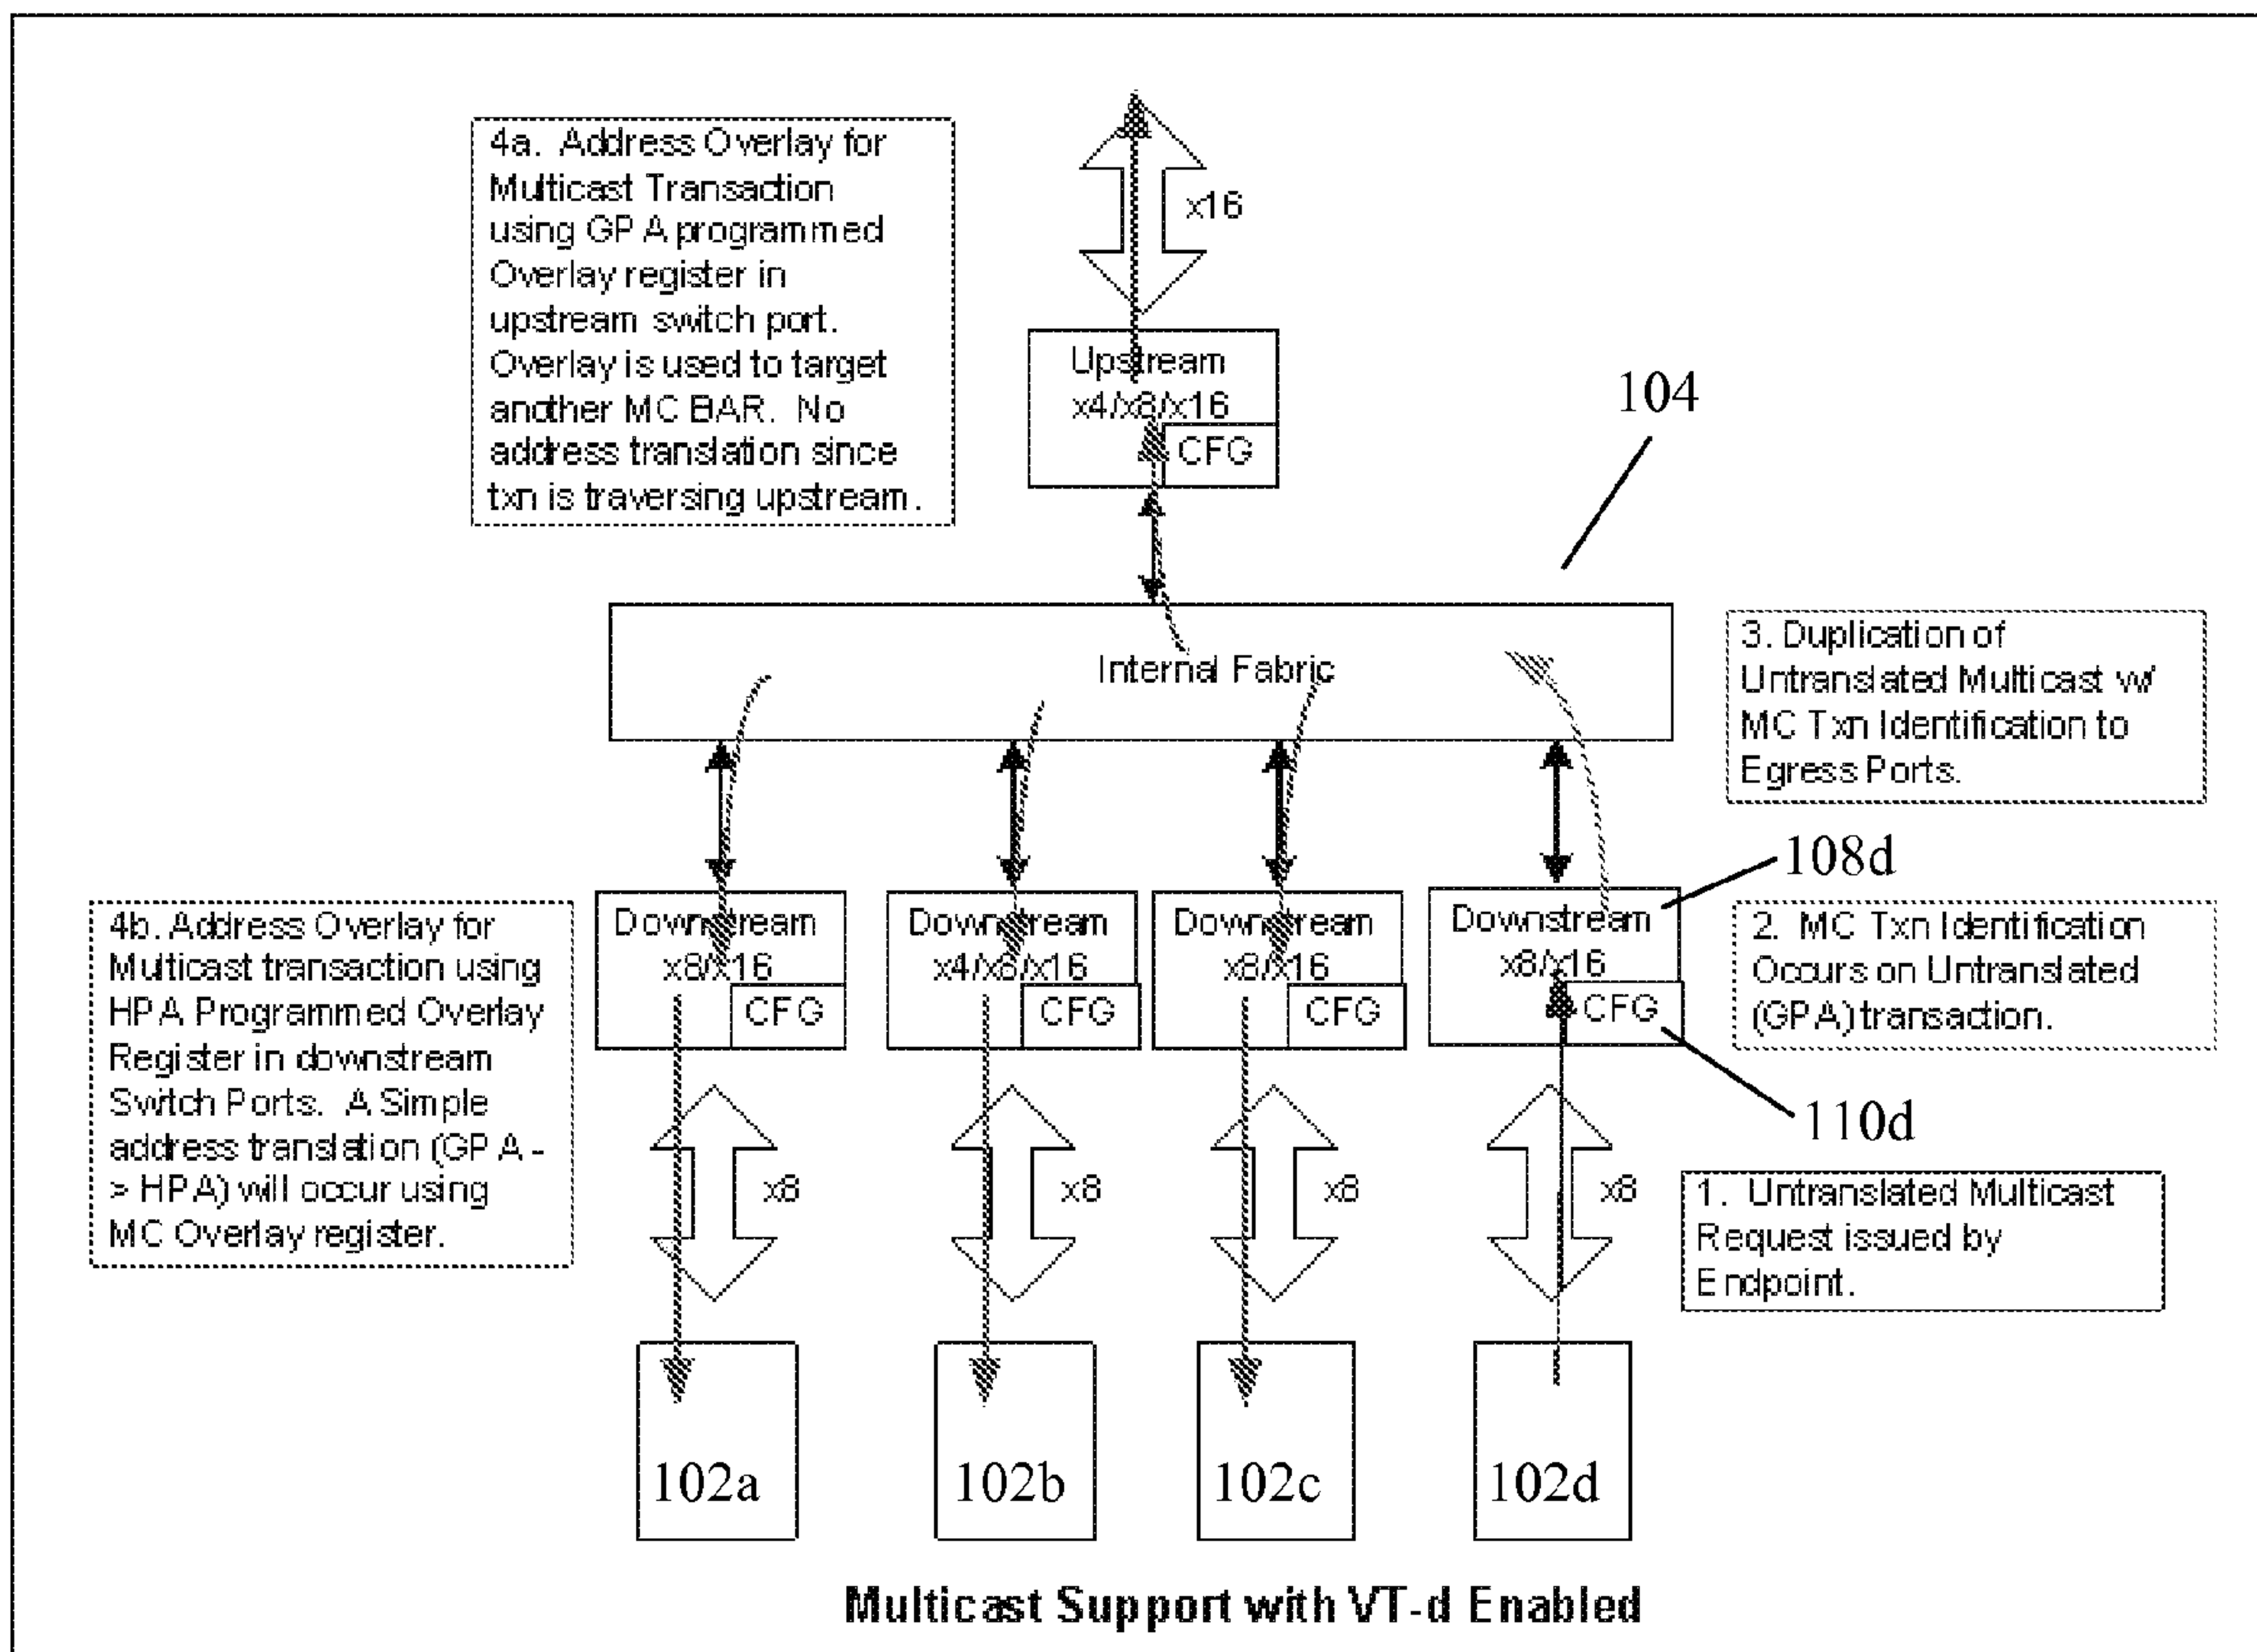 4a. Address Overlay for
Multicast Transaction
using GPA programmed
Overlay register in
upstream switch port.
Overlay is used to target
another MC BAR. No
address translation since
txn is traversing upstream.
x16
Upstream
x4/x8/x16
CFG
104
Internal Fabric
3. Duplication of
Untranslated Multicast w/
MC Txn Identification to
Egress Ports.
108d
4b. Address Overlay for
Multicast transaction using
HPA Programmed Overlay
Register in downstream
Switch Ports. A Simple
address translation (GPA -
> HPA) will occur using
MC Overlay register.
Downstream
x8/x16
CFG
Downstream
x4/x8/x16
CFG
Downstream
x8/x16
CFG
Downstream
x8/x16
CFG
2. MC Txn Identification
Occurs on Untranslated
(GPA) transaction.
110d
x8
x8
x8
x8
1. Untranslated Multicast
Request issued by
Endpoint.
102a
102b
102c
102d
Multicast Support with VT-d Enabled